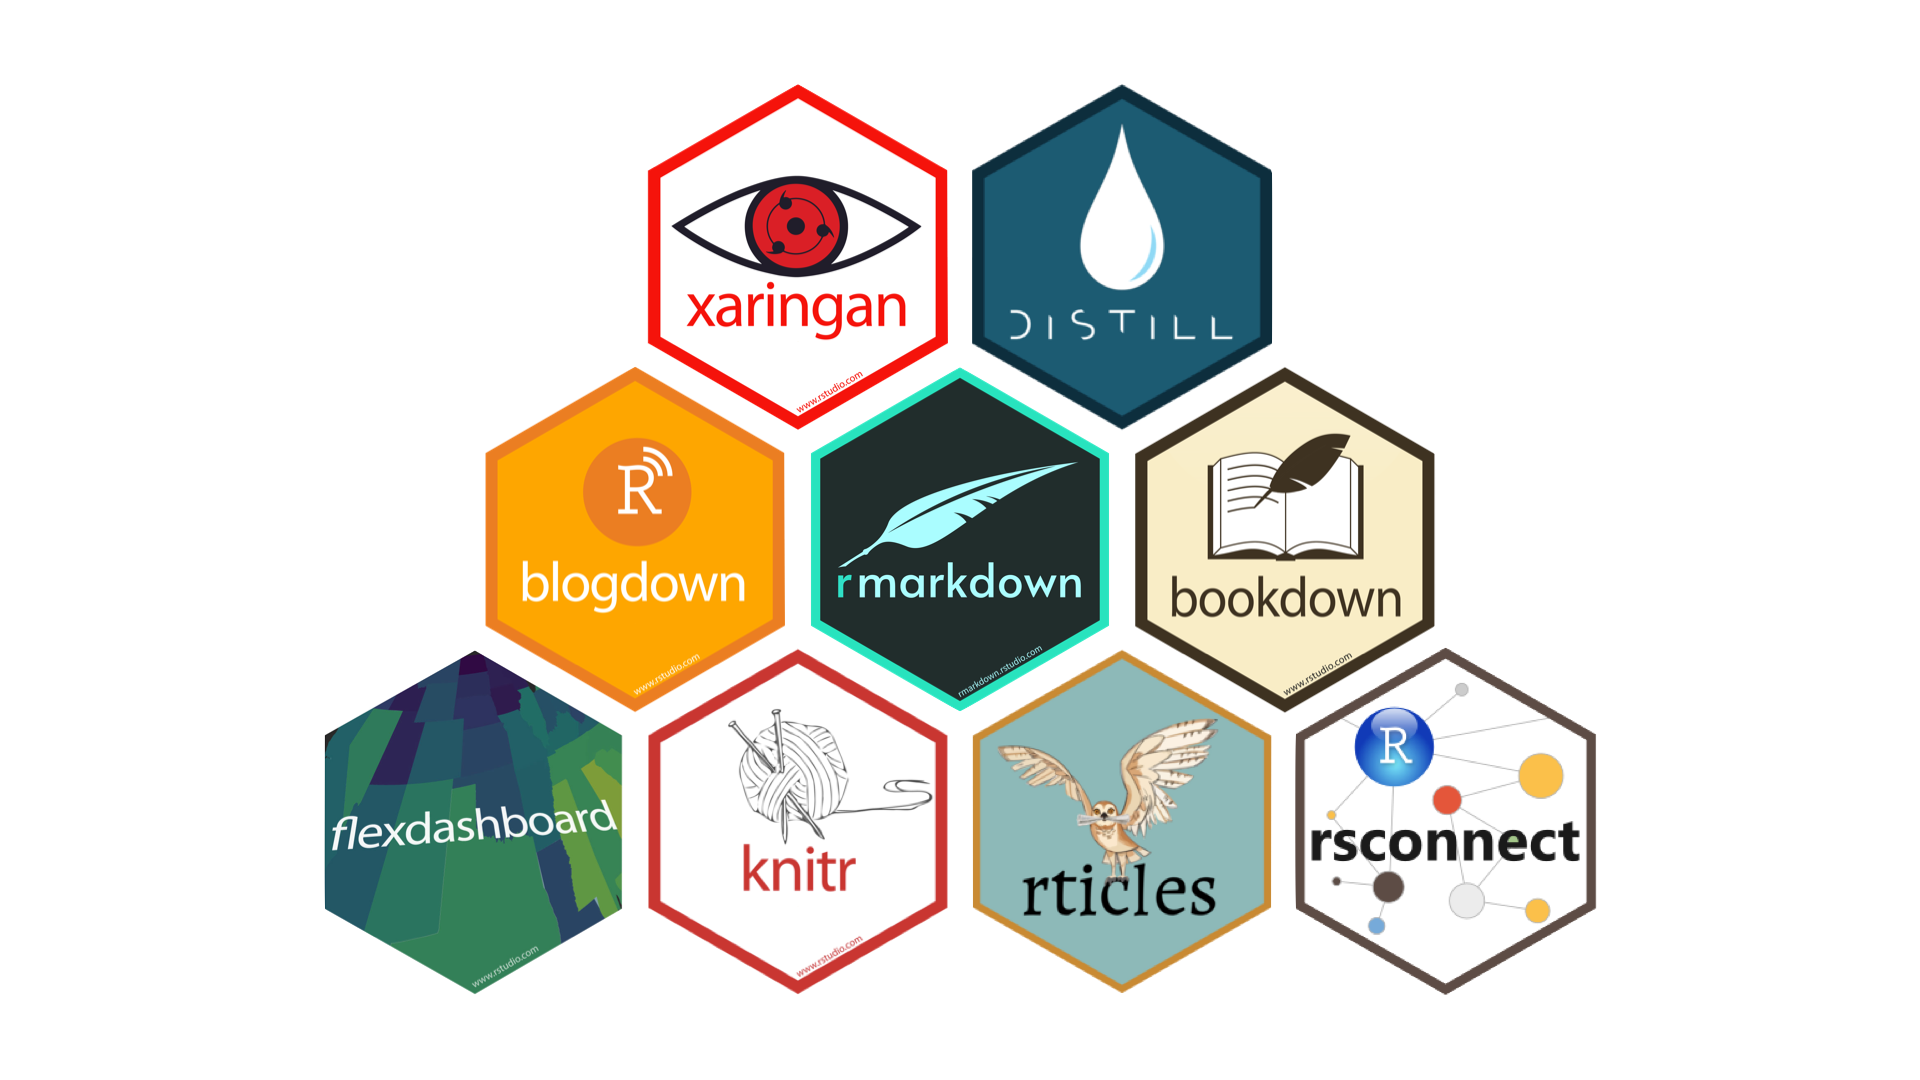 xaringan
www.rstudio.com
DISTILL
R
blogdown
www.rstudio.com
rmarkdown
rmarkdown.rstudio.com
bookdown
www.rstudio.com
flexdashboard
www.rstudio.com
knitr
www.rstudio.com
rticles
R
rsconnect